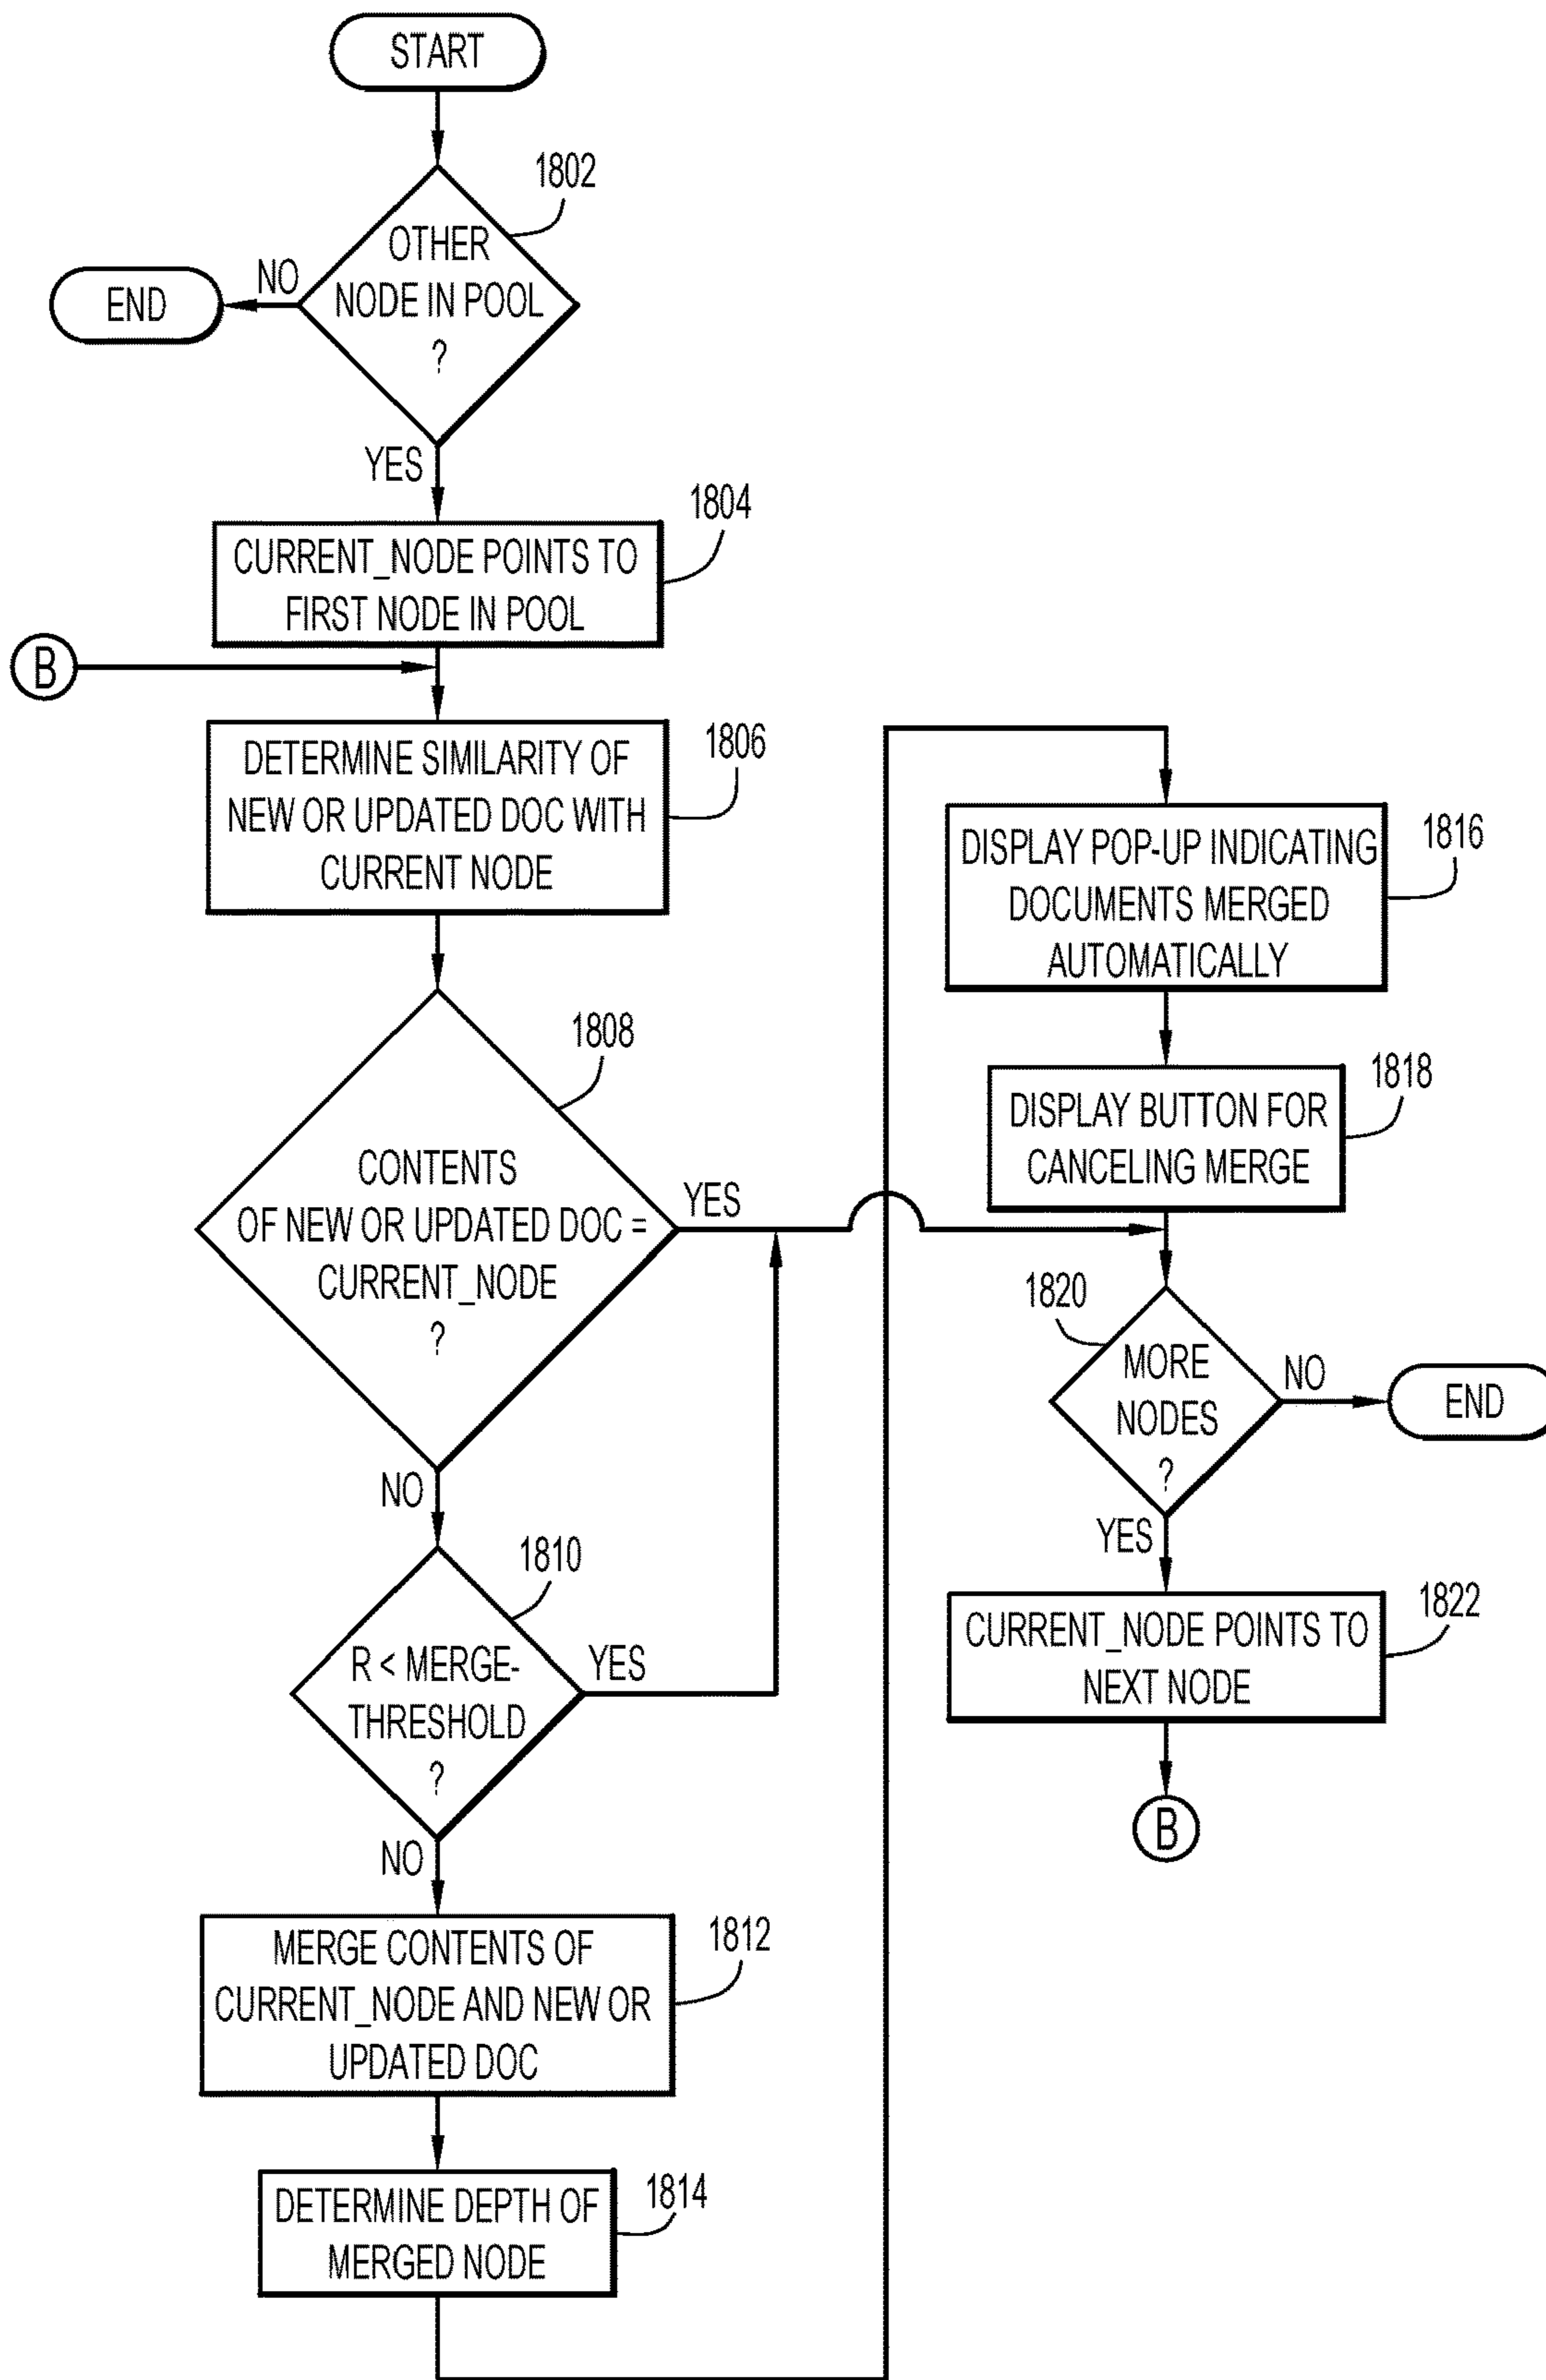 START
1802
OTHER
NODE IN POOL
?
NO
END
YES
1804
CURRENT_NODE POINTS TO
FIRST NODE IN POOL
B
1806
DETERMINE SIMILARITY OF
NEW OR UPDATED DOC WITH
CURRENT NODE
1808
CONTENTS
OF NEW OR UPDATED DOC =
CURRENT_NODE
?
YES
NO
1810
R < MERGE-
THRESHOLD
?
YES
NO
1812
MERGE CONTENTS OF
CURRENT_NODE AND NEW OR
UPDATED DOC
1814
DETERMINE DEPTH OF
MERGED NODE
1816
DISPLAY POP-UP INDICATING
DOCUMENTS MERGED
AUTOMATICALLY
1818
DISPLAY BUTTON FOR
CANCELING MERGE
1820
MORE
NODES
?
NO
END
YES
1822
CURRENT_NODE POINTS TO
NEXT NODE
B